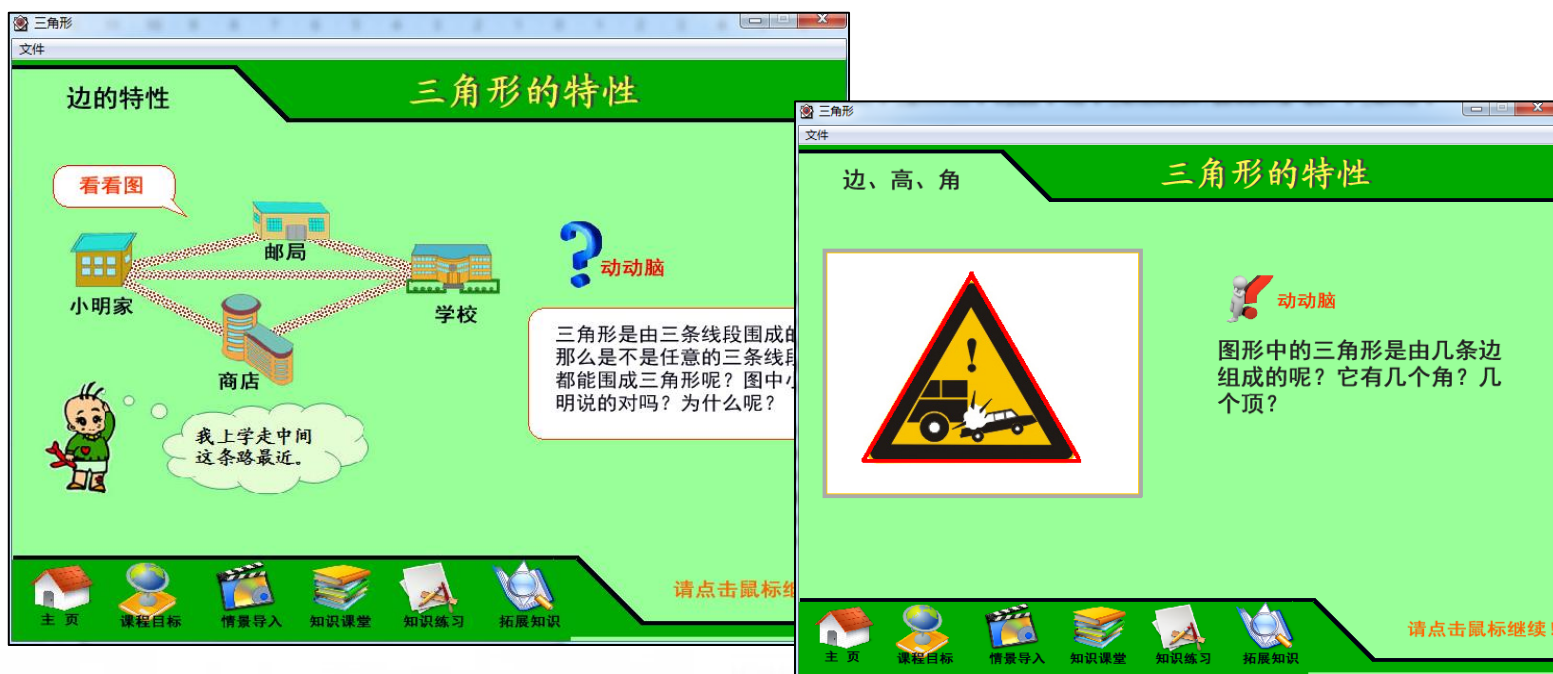 三角形
文件
边的特性
三角形的特性
看看图
邮局
小明家
学校
商店
动动脑
三角形是由三条线段围成的
那么是不是任意的三条线段
都能围成三角形呢？图中小
明说的对吗？为什么呢？
我上学走中间
这条路最近。
主 页
课程目标
情景导入
知识课堂
知识练习
拓展知识
请点击鼠标继
三角形
文件
边、高、角
三角形的特性
动动脑
图形中的三角形是由几条边
组成的呢？它有几个角？几
个顶？
主 页
课程目标
情景导入
知识课堂
知识练习
拓展知识
请点击鼠标继续！